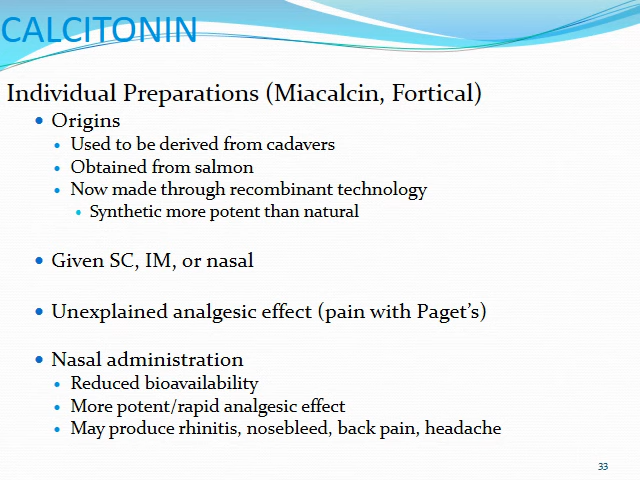 CALCITONIN
Individual Preparations (Miacalcin, Fortical)
• Origins
• Used to be derived from cadavers
• Obtained from salmon
• Now made through recombinant technology
• Synthetic more potent than natural
• Given SC, IM, or nasal
• Unexplained analgesic effect (pain with Paget’s)
• Nasal administration
• Reduced bioavailability
• More potent/rapid analgesic effect
• May produce rhinitis, nosebleed, back pain, headache
33